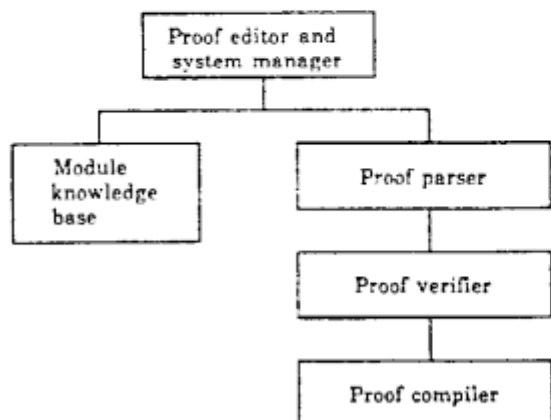 Proof editor and
system manager
Module
knowledge
base
Proof parser
Proof verifier
Proof compiler